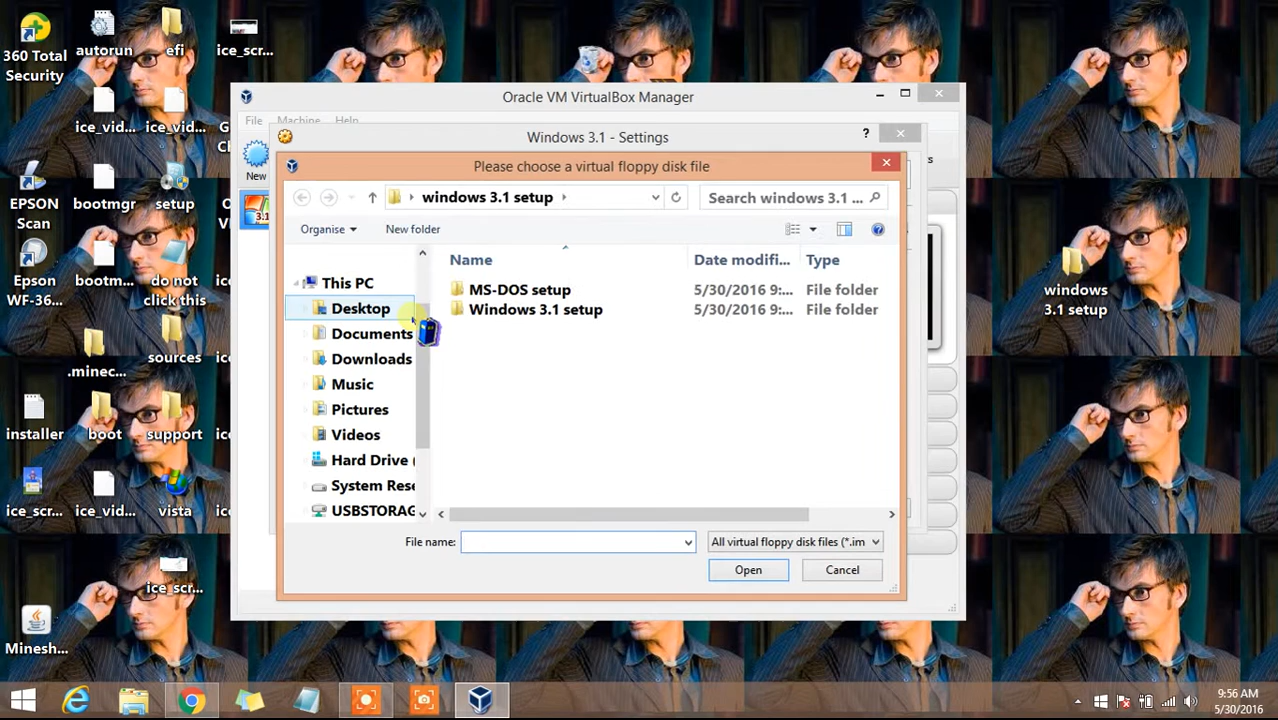 360 Total
Security
autorun
efi
ice_scr...
ice_vid...
ice_vid...
EPSON
Scan
bootmgr
setup
Epson
WF-36...
bootm...
do not
click this
.minec...
sources
installer
boot
support
ice_scr...
ice_vid...
vista
ice_scr...
Minesh...
windows
3.1 setup
Oracle VM VirtualBox Manager
File
Machine
Help
New
Windows 3.1 - Settings
?
Please choose a virtual floppy disk file
windows 3.1 setup
Search windows 3.1 ...
Organise
New folder
Name
Date modifi...
Type
MS-DOS setup
5/30/2016 9:...
File folder
Windows 3.1 setup
5/30/2016 9:...
File folder
This PC
Desktop
Documents
Downloads
Music
Pictures
Videos
Hard Drive (
System Rese
USBSTORAG
File name:
All virtual floppy disk files (*.im
Open
Cancel
9:56 AM
5/30/2016